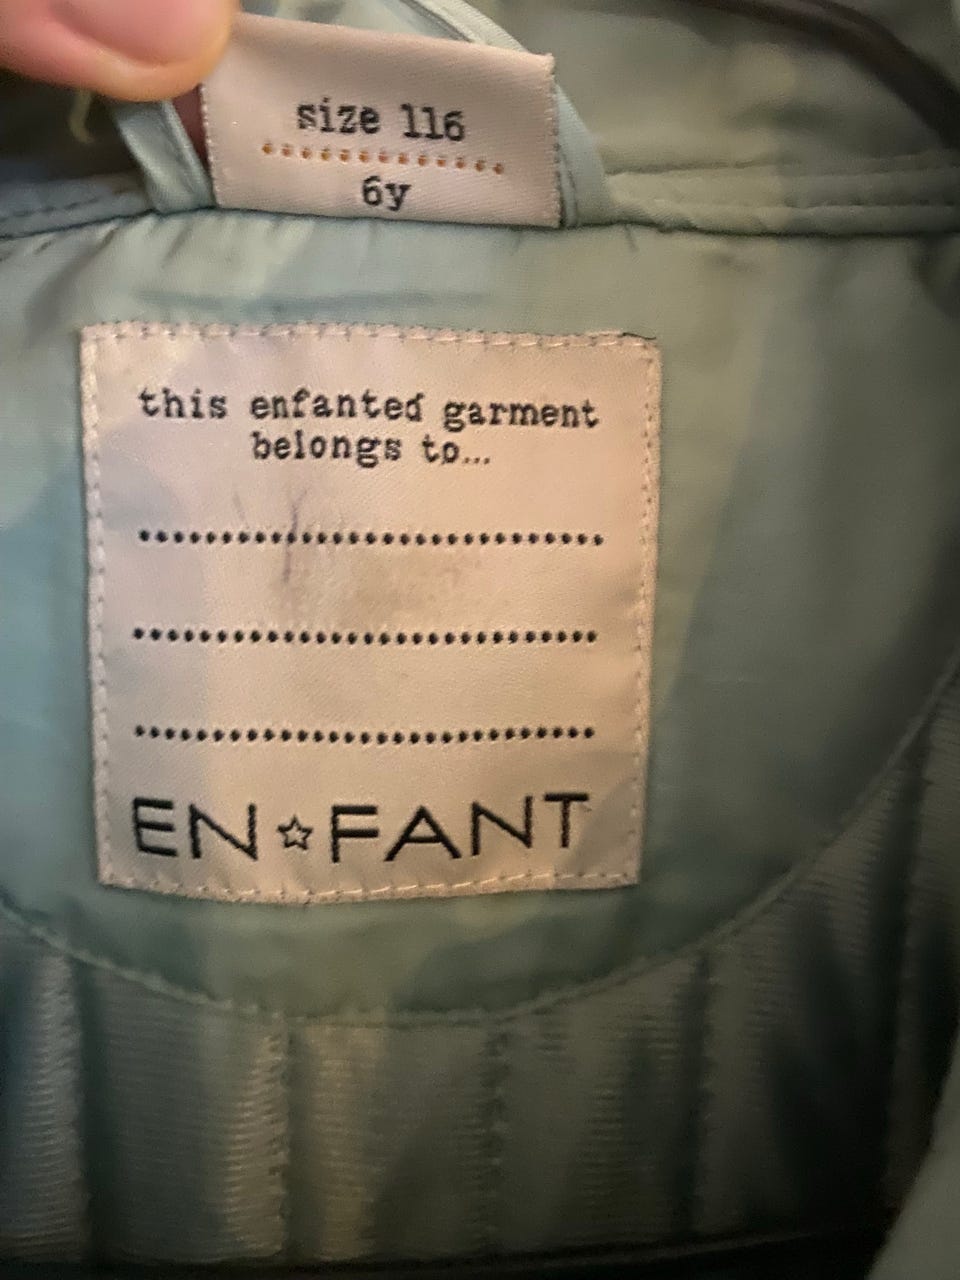 size 116
6y
this enfanted garment
belongs to...
EN☆FANT